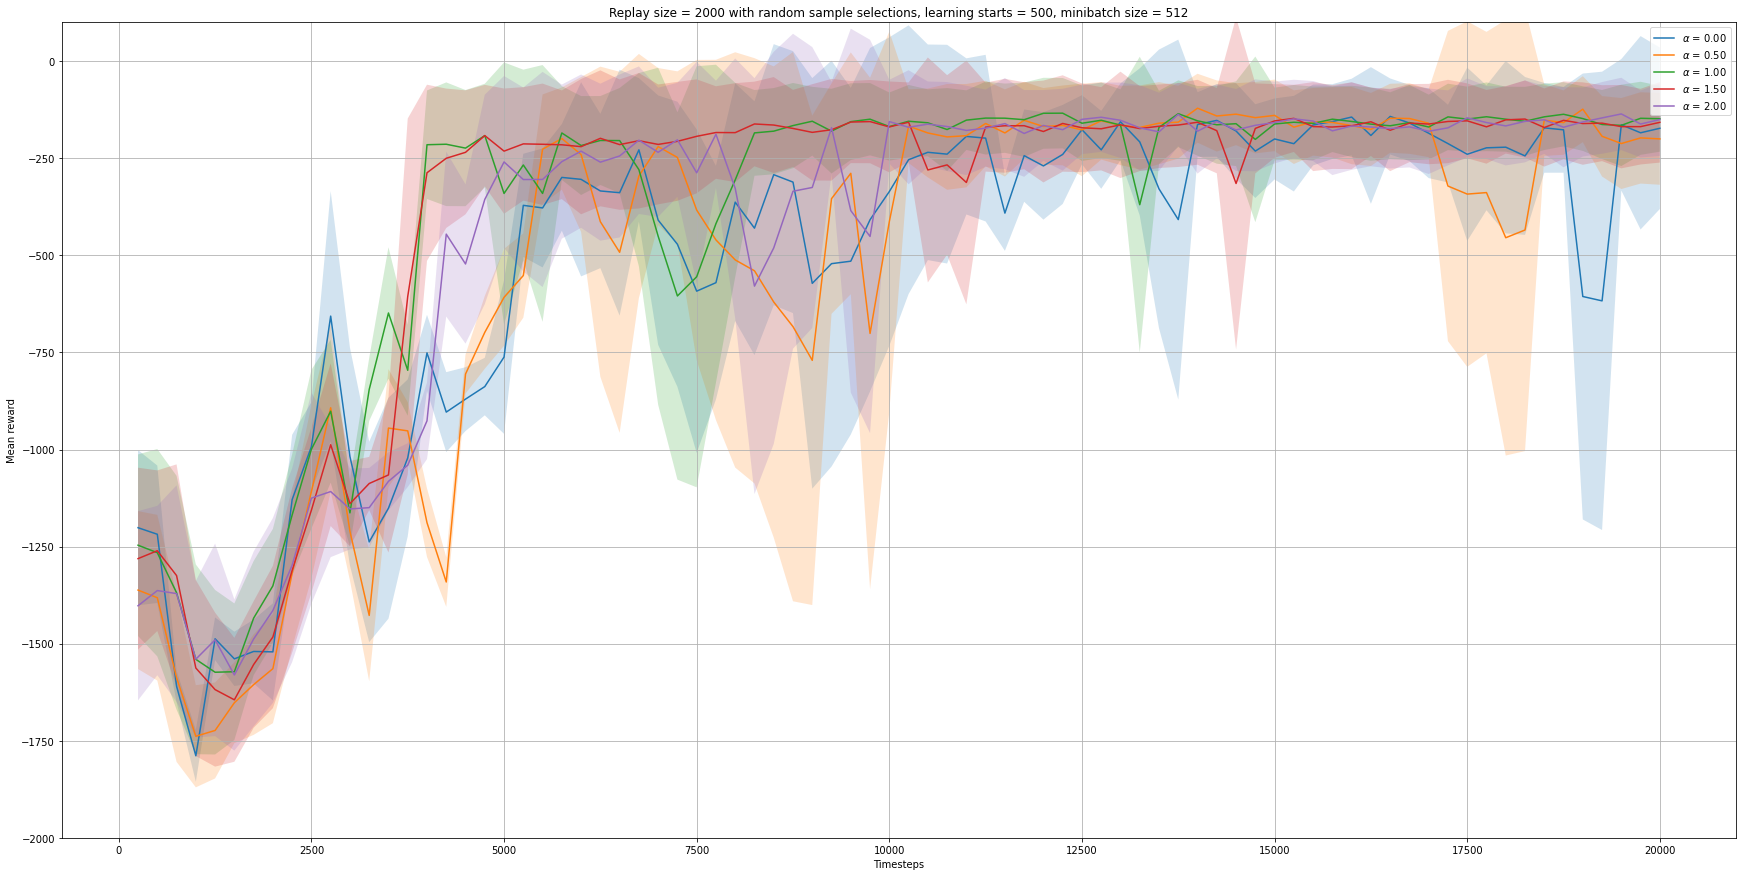 Replay size = 2000 with random sample selections, learning starts = 500, minibatch size = 512
α = 0.00
α = 0.50
α = 1.00
α = 1.50
α = 2.00
Mean reward
0
−250
−500
−750
−1000
−1250
−1500
−1750
−2000
0 2500 5000 7500 10000 12500 15000 17500 20000
Timesteps